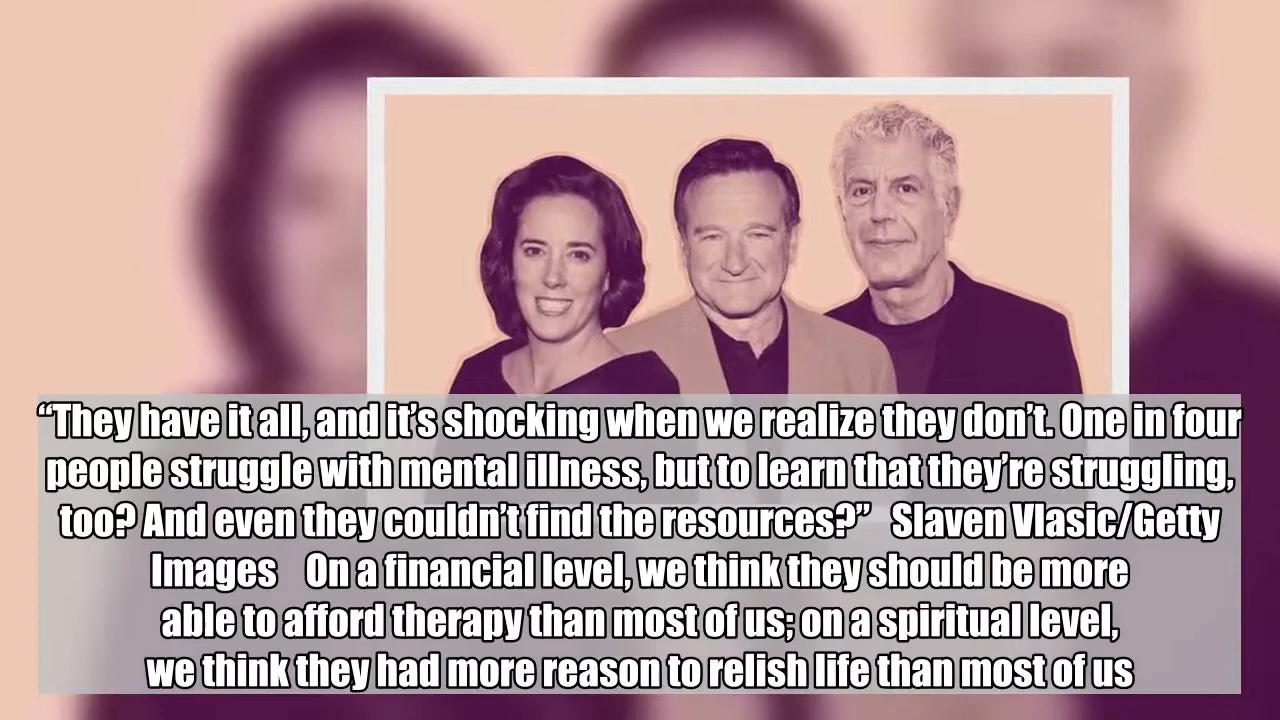 “They have it all, and it’s shocking when we realize they don’t. One in four
people struggle with mental illness, but to learn that they’re struggling,
too? And even they couldn’t find the resources?”   Slaven Vlasic/Getty
Images    On a financial level, we think they should be more
able to afford therapy than most of us; on a spiritual level,
we think they had more reason to relish life than most of us